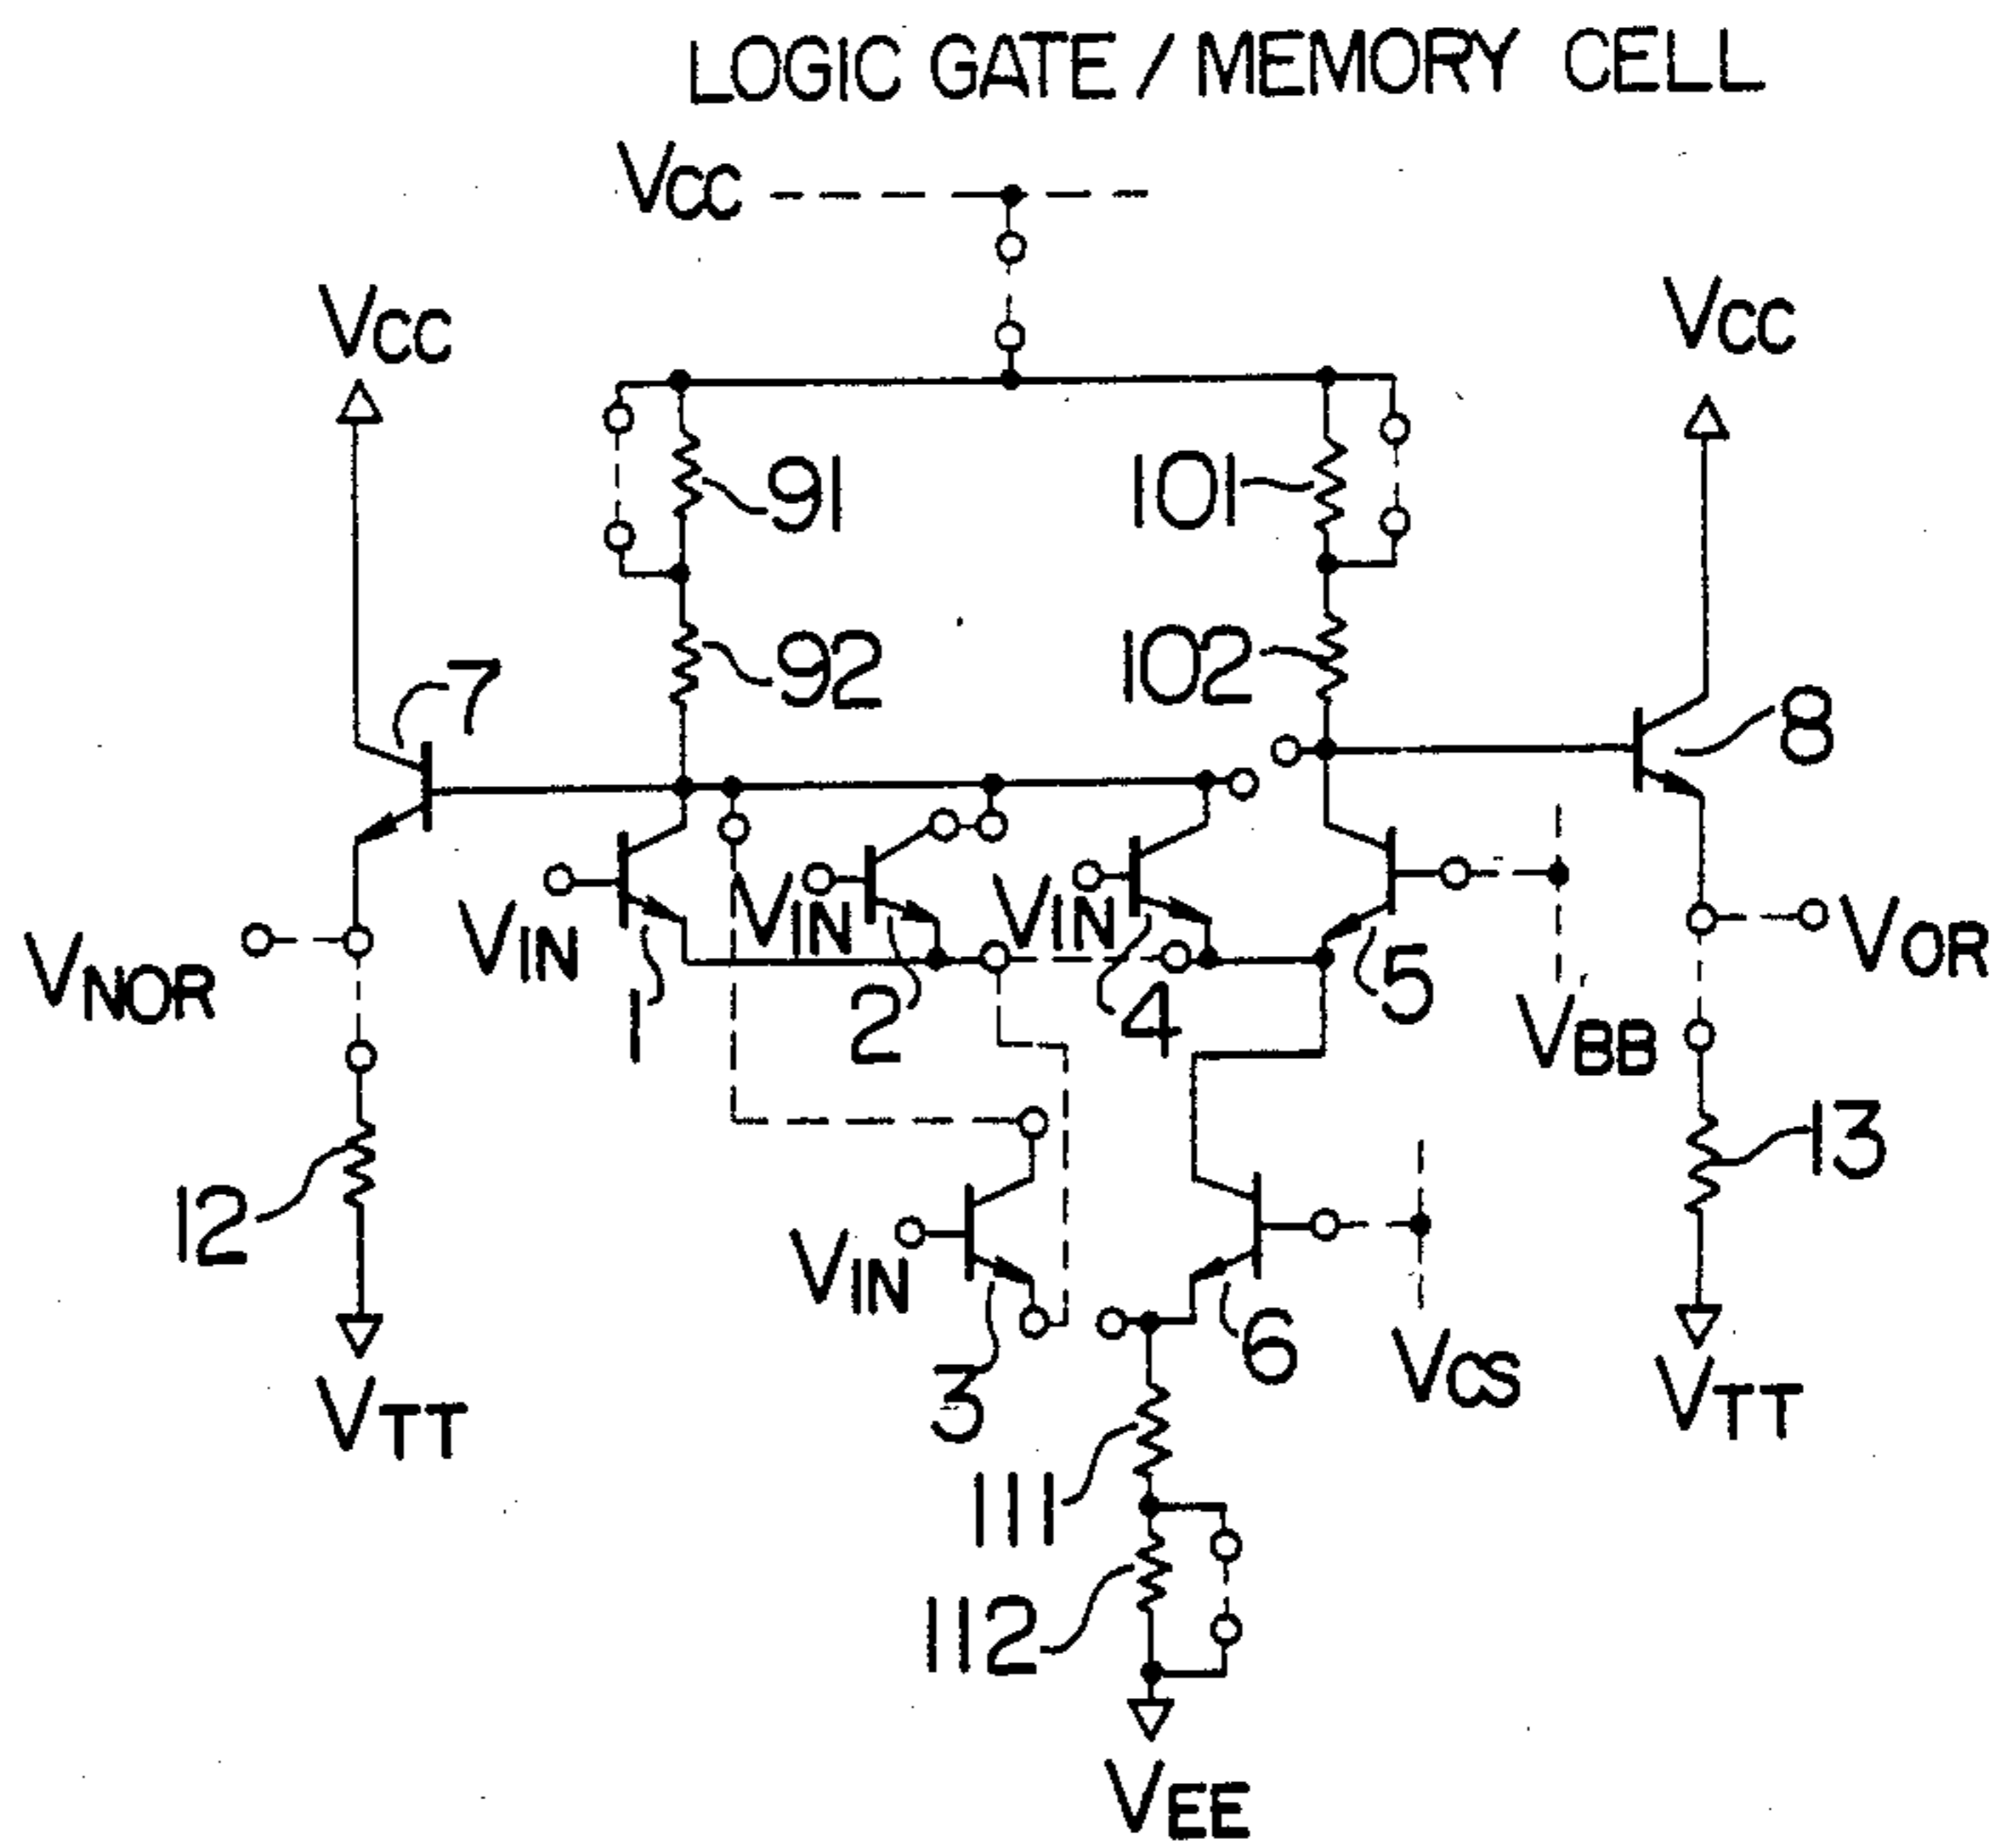 LOGIC GATE / MEMORY CELL
VCC
VCC
VCC
91
101
92
102
7
8
VIN
VIN
VIN
VNOR
VOR
1
2
4
5
VBB
12
13
VIN
3
6
VCS
VTT
VTT
111
112
VEE